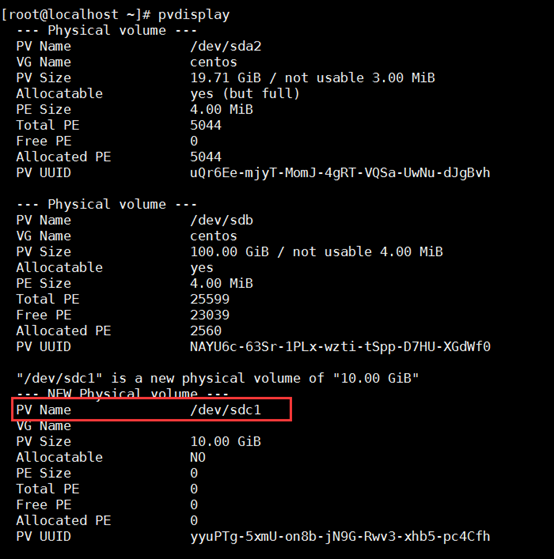 [root@localhost ~]# pvdisplay
--- Physical volume ---
PV Name /dev/sda2
VG Name centos
PV Size 19.71 GiB / not usable 3.00 MiB
Allocatable yes (but full)
PE Size 4.00 MiB
Total PE 5044
Free PE 0
Allocated PE 5044
PV UUID uQr6Ee-mjyT-MomJ-4gRT-VQSa-UwNu-dJgBvh
--- Physical volume ---
PV Name /dev/sdb
VG Name centos
PV Size 100.00 GiB / not usable 4.00 MiB
Allocatable yes
PE Size 4.00 MiB
Total PE 25599
Free PE 23039
Allocated PE 2560
PV UUID NAYU6c-63Sr-1PLx-wzti-tSpp-D7HU-XGdWf0
"/dev/sdc1" is a new physical volume of "10.00 GiB"
--- NEW Physical volume ---
PV Name /dev/sdc1
VG Name
PV Size 10.00 GiB
Allocatable NO
PE Size 0
Total PE 0
Free PE 0
Allocated PE 0
PV UUID yyuPTg-5xmU-on8b-jN9G-Rwv3-xhb5-pc4Cfh